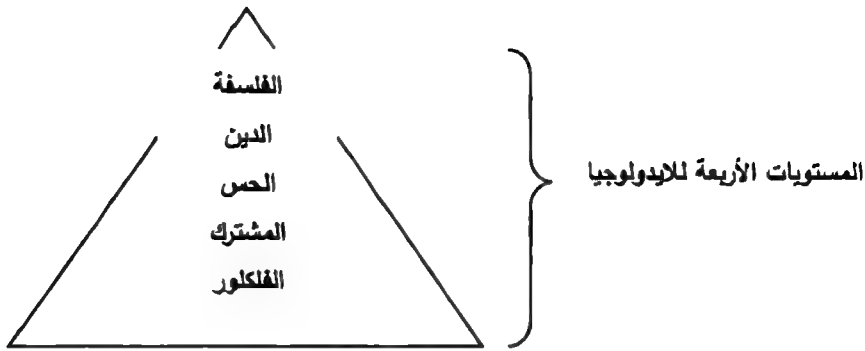 الفلسفة
الدين
الحس
المشترك
الفلكلور
المستويات الأربعة للايدولوجيا